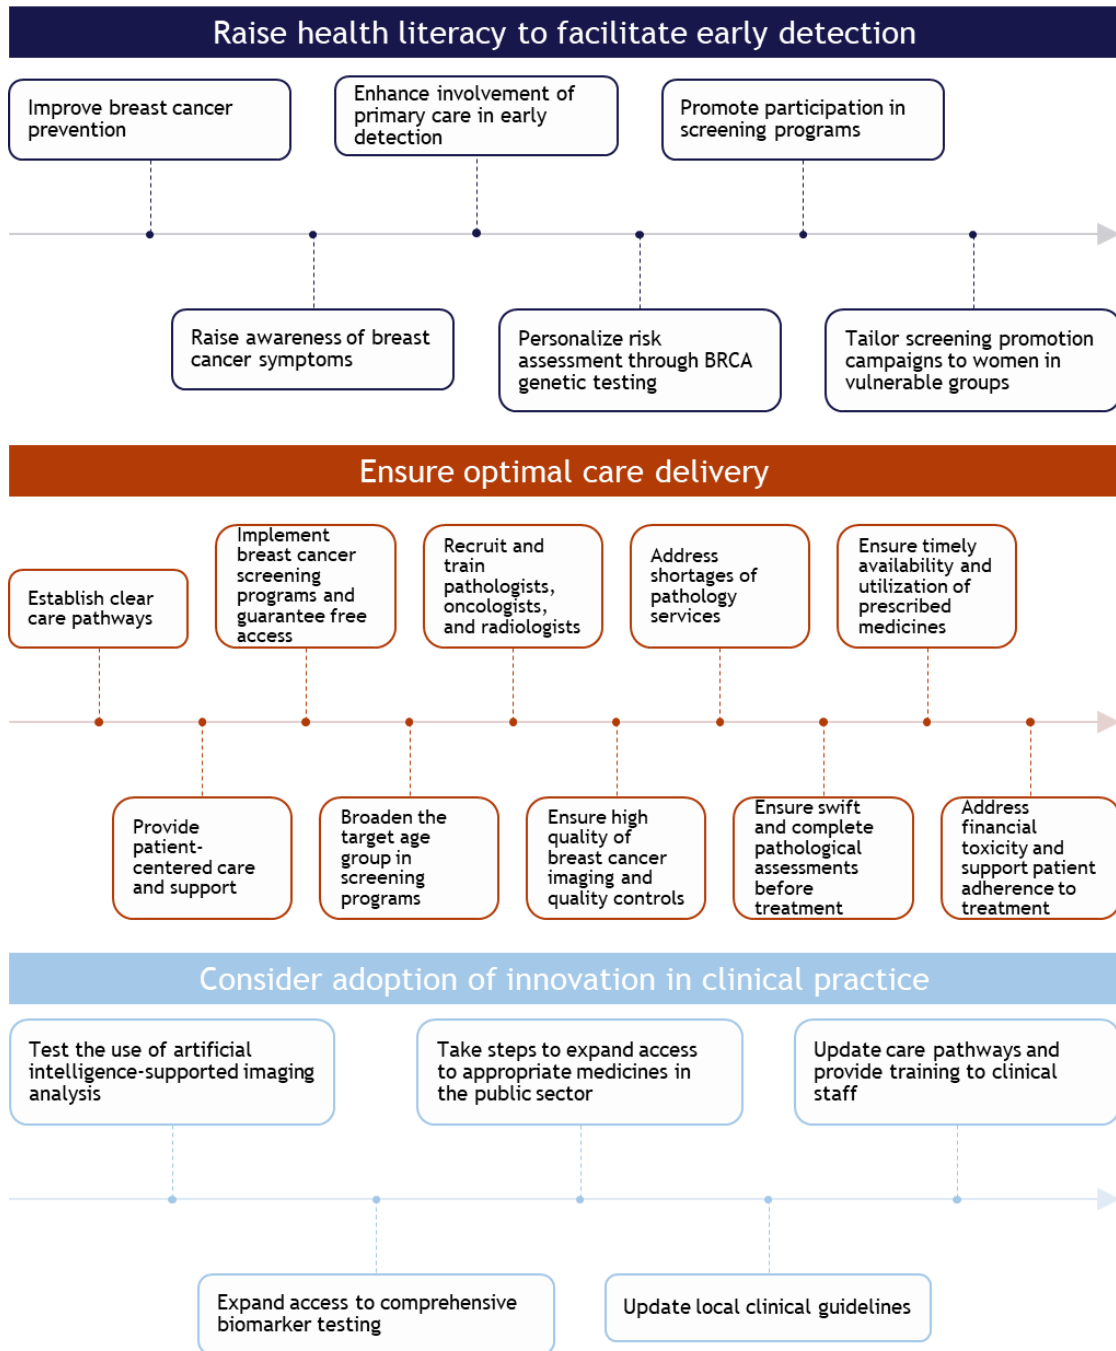 Raise health literacy to facilitate early detection
Improve breast cancer
prevention
Enhance involvement of
primary care in early
detection
Promote participation in
screening programs
Raise awareness of breast
cancer symptoms
Personalize risk
assessment through BRCA
genetic testing
Tailor screening promotion
campaigns to women in
vulnerable groups
Ensure optimal care delivery
Establish clear
care pathways
Implement
breast cancer
screening
programs and
guarantee free
access
Recruit and
train
pathologists,
oncologists,
and radiologists
Address
shortages of
pathology
services
Ensure timely
availability and
utilization of
prescribed
medicines
Provide
patient-
centered care
and support
Broaden the
target age
group in
screening
programs
Ensure high
quality of
breast cancer
imaging and
quality controls
Ensure swift
and complete
pathological
assessments
before
treatment
Address
financial
toxicity and
support patient
adherence to
treatment
Consider adoption of innovation in clinical practice
Test the use of artificial
intelligence-supported imaging
analysis
Take steps to expand access
to appropriate medicines in
the public sector
Update care pathways and
provide training to clinical
staff
Expand access to comprehensive
biomarker testing
Update local clinical guidelines